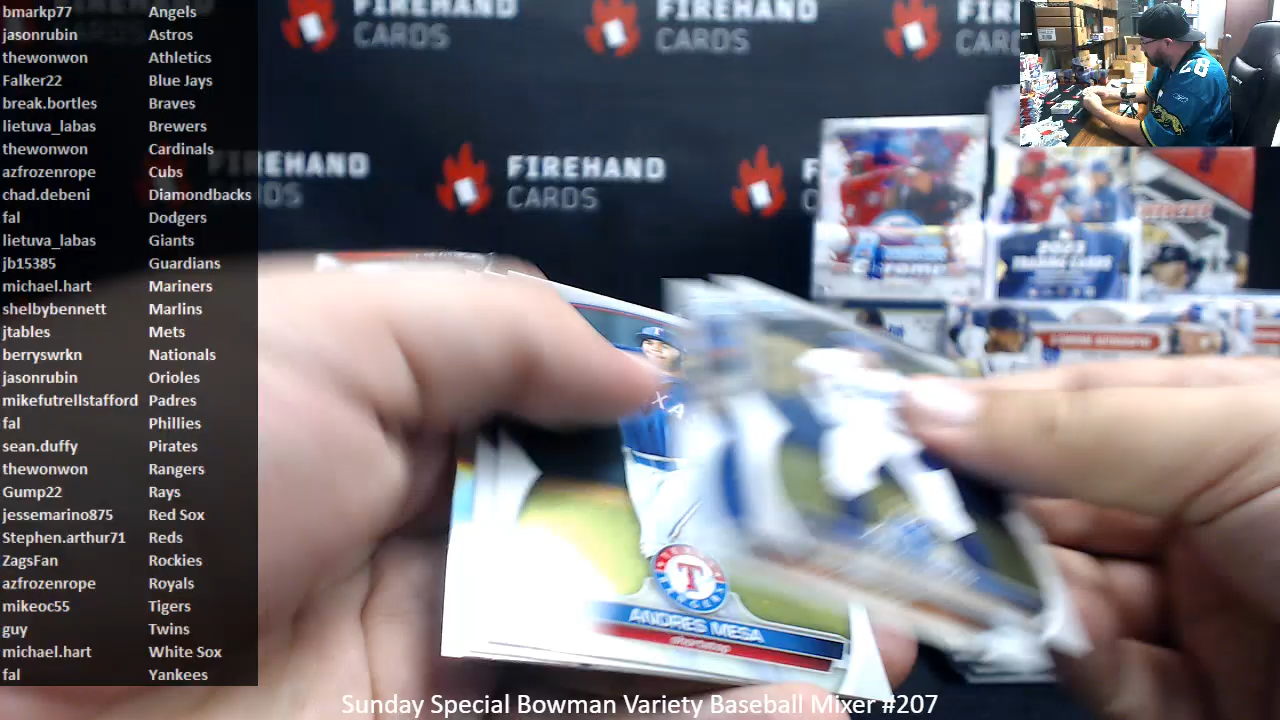 bmarkp77 Angels
jasonrubin Astros
thewonwon Athletics
Falker22 Blue Jays
break.bortles Braves
lietuva_labas Brewers
thewonwon Cardinals
azfrozenrope Cubs
chad.debeni Diamondbacks
fal Dodgers
lietuva_labas Giants
jb15385 Guardians
michael.hart Mariners
shelbybennett Marlins
jtables Mets
berryswrkn Nationals
jasonrubin Orioles
mikefutrellstafford Padres
fal Phillies
sean.duffy Pirates
thewonwon Rangers
Gump22 Rays
jessemarino875 Red Sox
Stephen.arthur71 Reds
ZagsFan Rockies
azfrozenrope Royals
mikeoc55 Tigers
guy Twins
michael.hart White Sox
fal Yankees
FIREHAND
CARDS
FIREHAND
CARDS
FIREHAND
CARDS
FIREHAND
CARDS
28
Chrome
2023
T
ANDRES MESA
Sunday Special Bowman Variety Baseball Mixer #207